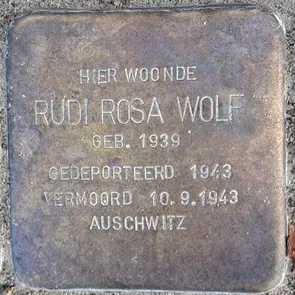 HIER WOONDE
RUDI ROSA WOLF
GEB. 1939
GEDEPORTEERD 1943
VERMOORD 10.9.1943
AUSCHWITZ